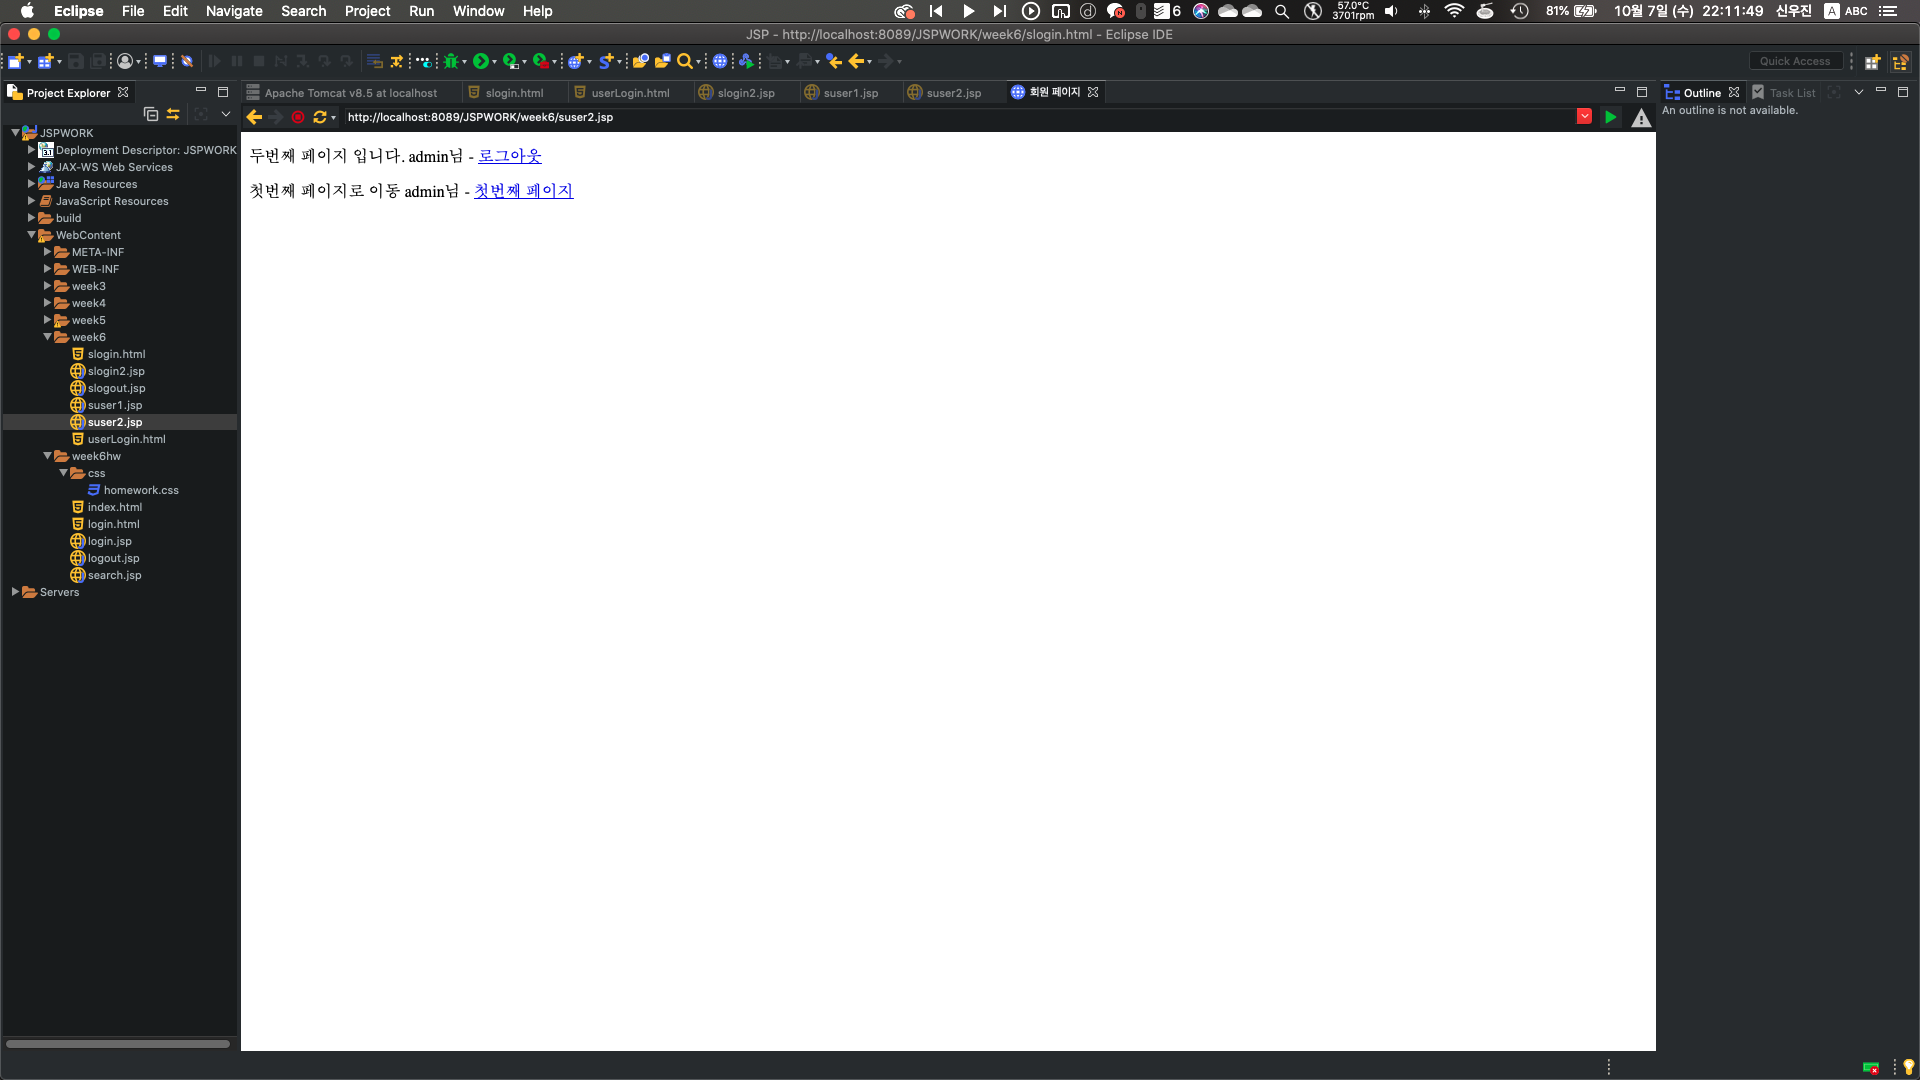 Eclipse File Edit Navigate Search Project Run Window Help 6 57.0°C 3701rpm 81% 10월 7일 (수) 22:11:49 신우진 A ABC
JSP - http://localhost:8089/JSPWORK/week6/slogin.html - Eclipse IDE
Quick Access
Project Explorer
Apache Tomcat v8.5 at localhost slogin.html userLogin.html slogin2.jsp suser1.jsp suser2.jsp 회원 페이지
Outline Task List
An outline is not available.
http://localhost:8089/JSPWORK/week6/suser2.jsp
두번째 페이지 입니다. admin님 - 로그아웃
첫번째 페이지로 이동 admin님 - 첫번째 페이지
JSPWORK
Deployment Descriptor: JSPWORK
JAX-WS Web Services
Java Resources
JavaScript Resources
build
WebContent
META-INF
WEB-INF
week3
week4
week5
week6
slogin.html
slogin2.jsp
slogout.jsp
suser1.jsp
suser2.jsp
userLogin.html
week6hw
css
homework.css
index.html
login.html
login.jsp
logout.jsp
search.jsp
Servers